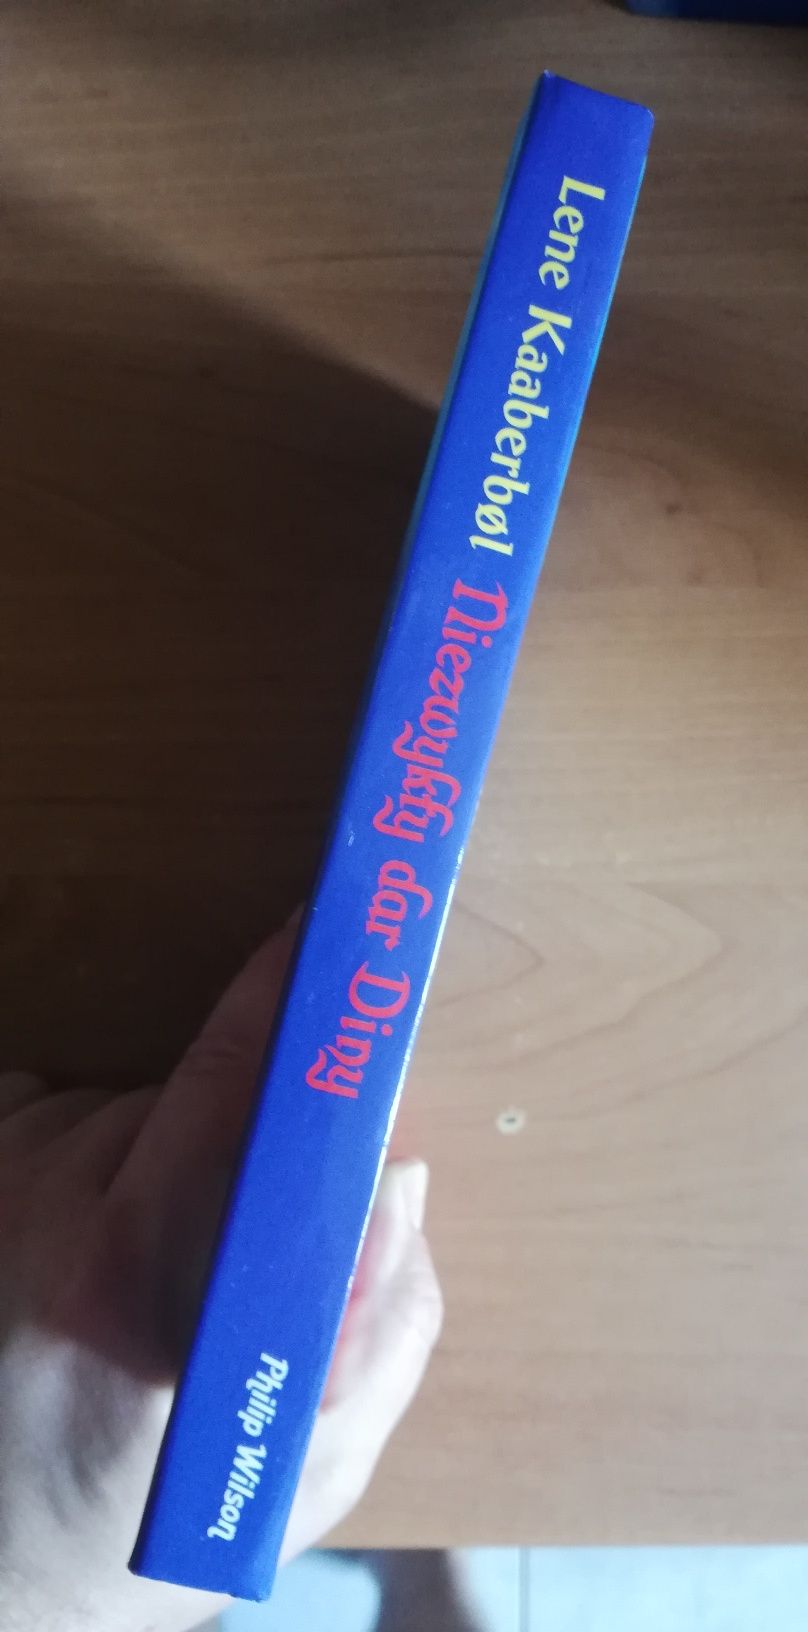 Lene Kaaberbøl Niezwykły dar Diny
Philip Wilson